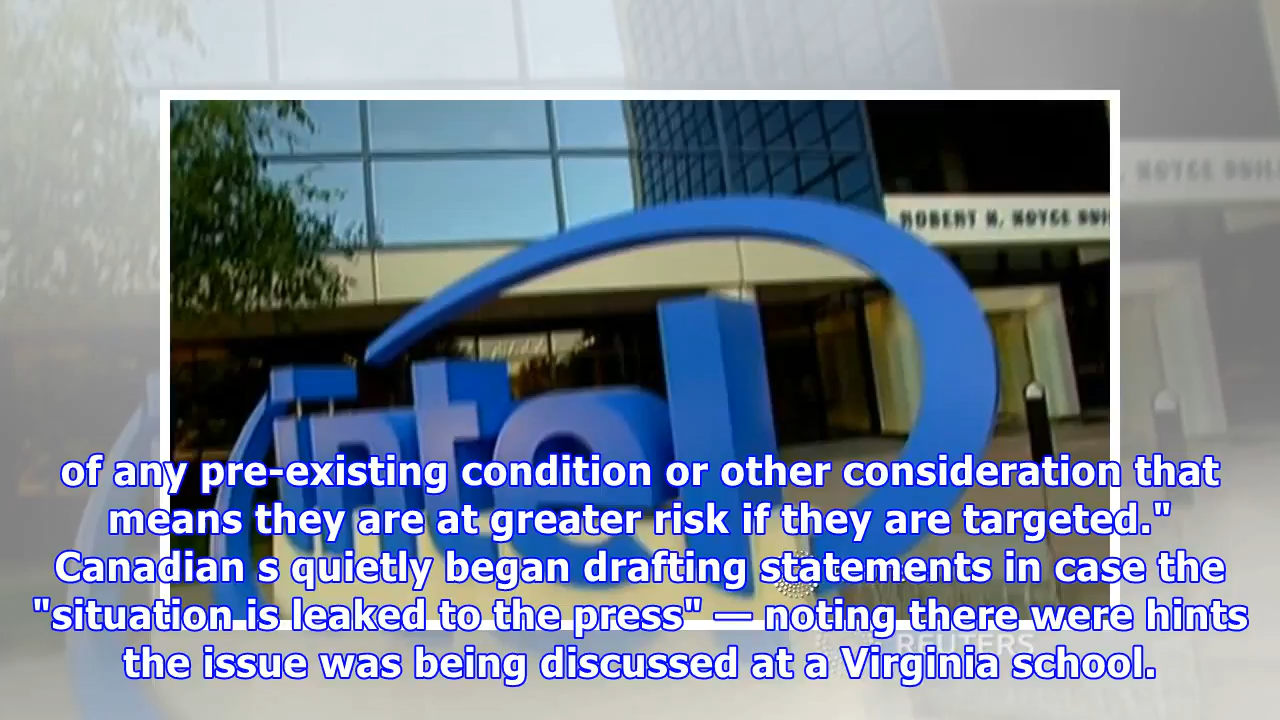 ROBERT N. NOYCE BUI
intel
of any pre-existing condition or other consideration that
means they are at greater risk if they are targeted."
Canadian s quietly began drafting statements in case the
"situation is leaked to the press" — noting there were hints
the issue was being discussed at a Virginia school.
REUTERS